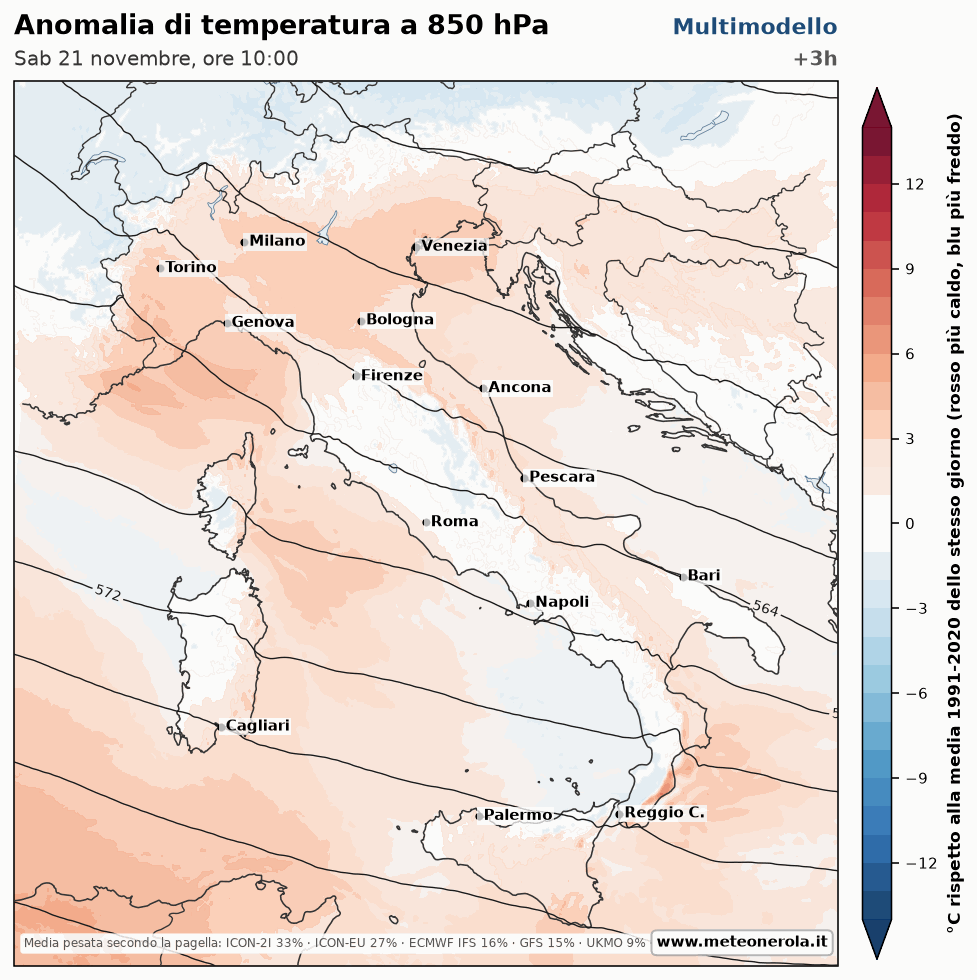 Anomalia di temperatura a 850 hPa
Multimodello
Sab 21 novembre, ore 10:00
+3h
Milano
Venezia
Torino
Genova
Bologna
Firenze
Ancona
Pescara
Roma
Bari
572
Napoli
564
Cagliari
5
Palermo
Reggio C.
Media pesata secondo la pagella: ICON-2I 33% · ICON-EU 27% · ECMWF IFS 16% · GFS 15% · UKMO 9%
www.meteonerola.it
12
9
6
3
0
−3
−6
−9
−12
°C rispetto alla media 1991-2020 dello stesso giorno (rosso più caldo, blu più freddo)